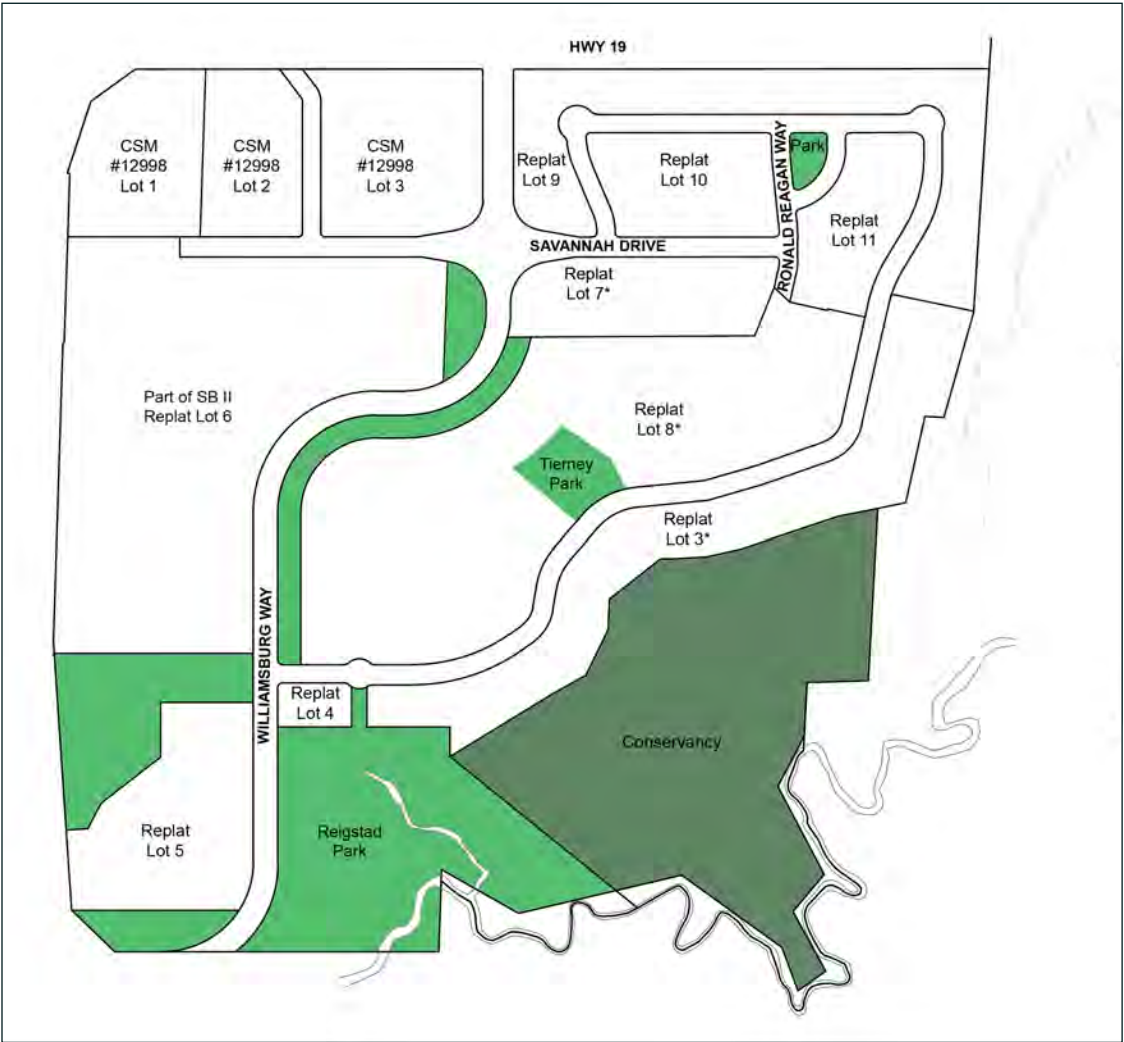 HWY 19
CSM
#12998
Lot 1
CSM
#12998
Lot 2
CSM
#12998
Lot 3
Replat
Lot 9
Replat
Lot 10
RONALD REAGAN WAY
Park
Replat
Lot 11
SAVANNAH DRIVE
Replat
Lot 7*
Part of SB II
Replat Lot 6
Replat
Lot 8*
Tierney
Park
Replat
Lot 3*
WILLIAMSBURG WAY
Replat
Lot 4
Conservancy
Replat
Lot 5
Reigstad
Park